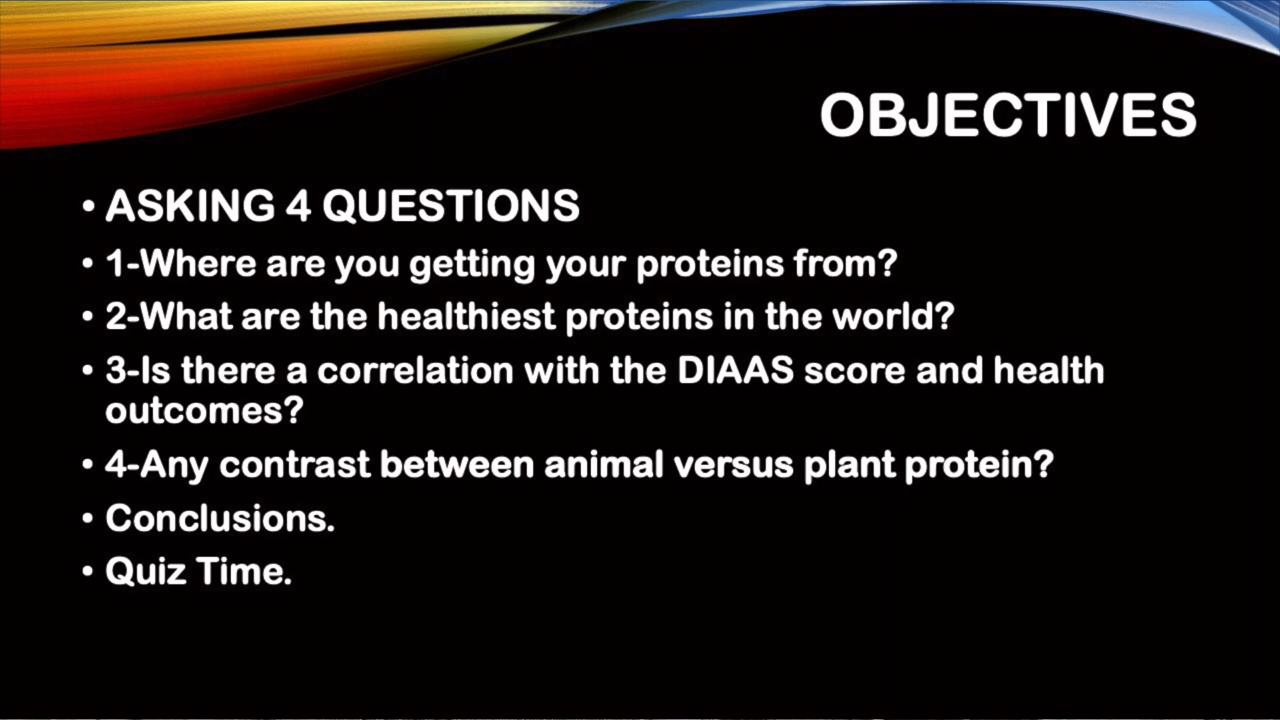 OBJECTIVES
• ASKING 4 QUESTIONS
• 1-Where are you getting your proteins from?
• 2-What are the healthiest proteins in the world?
• 3-Is there a correlation with the DIAAS score and health
outcomes?
• 4-Any contrast between animal versus plant protein?
• Conclusions.
• Quiz Time.